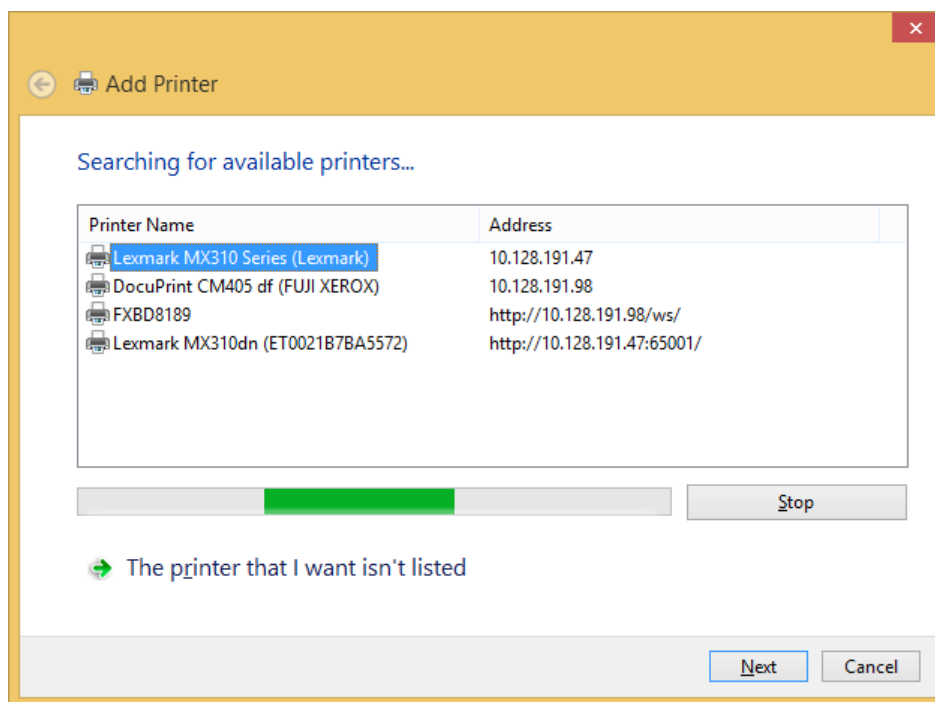 Add Printer
Searching for available printers...
Printer Name Address
Lexmark MX310 Series (Lexmark) 10.128.191.47
DocuPrint CM405 df (FUJI XEROX) 10.128.191.98
FXBD8189 http://10.128.191.98/ws/
Lexmark MX310dn (ET0021B7BA5572) http://10.128.191.47:65001/
Stop
The printer that I want isn't listed
Next Cancel